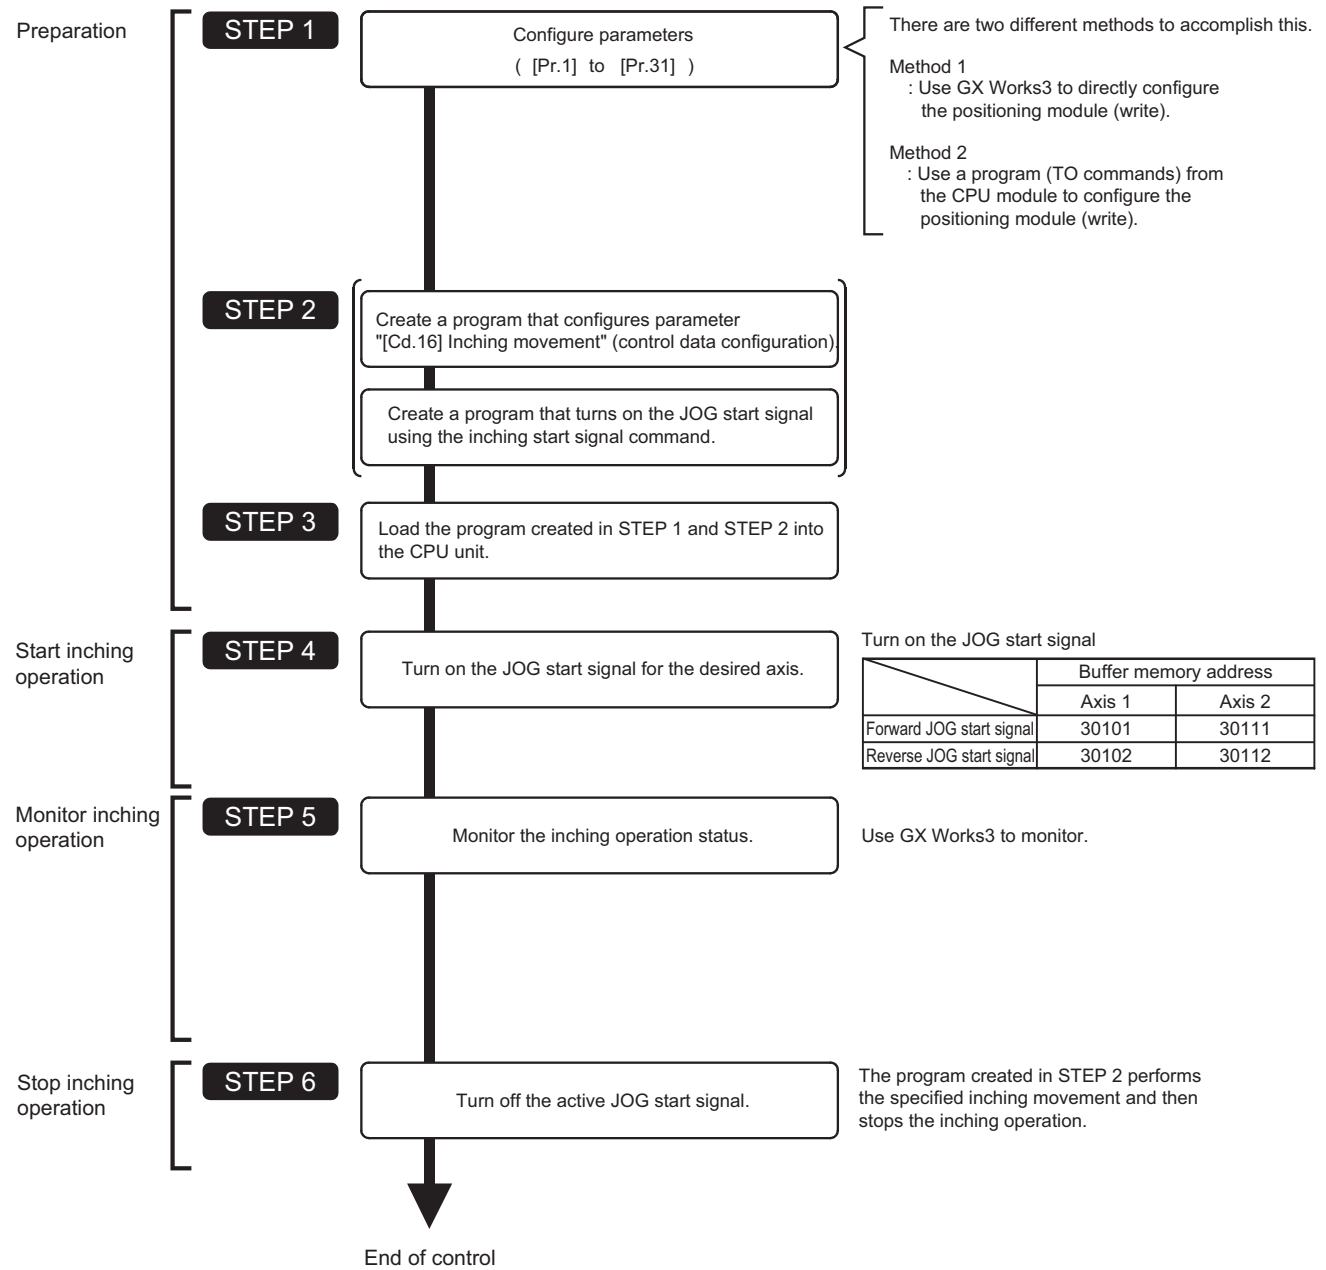 Preparation
STEP 1
Configure parameters
( [Pr.1] to [Pr.31] )
There are two different methods to accomplish this.
Method 1
: Use GX Works3 to directly configure
the positioning module (write).
Method 2
: Use a program (TO commands) from
the CPU module to configure the
positioning module (write).
STEP 2
Create a program that configures parameter
"[Cd.16] Inching movement" (control data configuration).
Create a program that turns on the JOG start signal
using the inching start signal command.
STEP 3
Load the program created in STEP 1 and STEP 2 into
the CPU unit.
Start inching
operation
STEP 4
Turn on the JOG start signal for the desired axis.
Turn on the JOG start signal
Buffer memory address
Axis 1 Axis 2
Forward JOG start signal 30101 30111
Reverse JOG start signal 30102 30112
Monitor inching
operation
STEP 5
Monitor the inching operation status.
Use GX Works3 to monitor.
Stop inching
operation
STEP 6
Turn off the active JOG start signal.
The program created in STEP 2 performs
the specified inching movement and then
stops the inching operation.
End of control